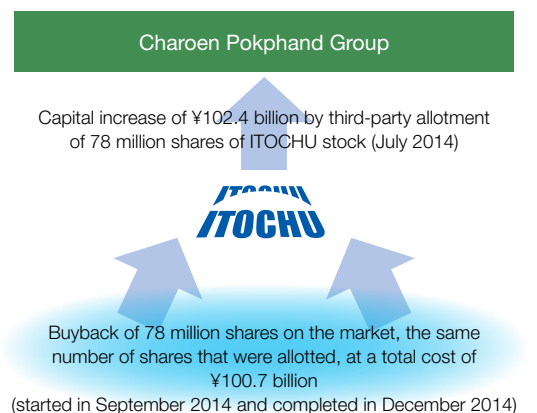 Charoen Pokphand Group
Capital increase of ¥102.4 billion by third-party allotment
of 78 million shares of ITOCHU stock (July 2014)
ITOCHU
ITOCHU
Buyback of 78 million shares on the market, the same
number of shares that were allotted, at a total cost of
¥100.7 billion
(started in September 2014 and completed in December 2014)